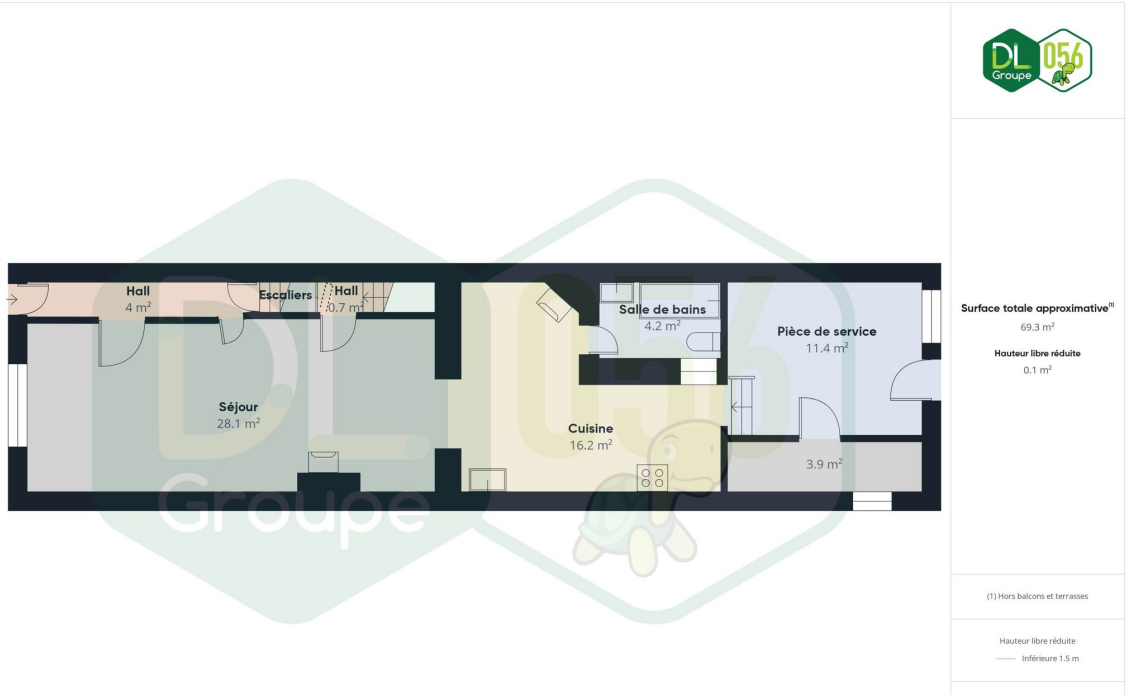 Hall
4 m²
Escaliers
Hall
0.7 m²
Salle de bains
4.2 m²
Pièce de service
11.4 m²
Séjour
28.1 m²
Cuisine
16.2 m²
3.9 m²
DL 056
Groupe
DL 056
Groupe
Surface totale approximative⁽¹⁾
69.3 m²
Hauteur libre réduite
0.1 m²
(1) Hors balcons et terrasses
Hauteur libre réduite
........ Inférieure 1.5 m